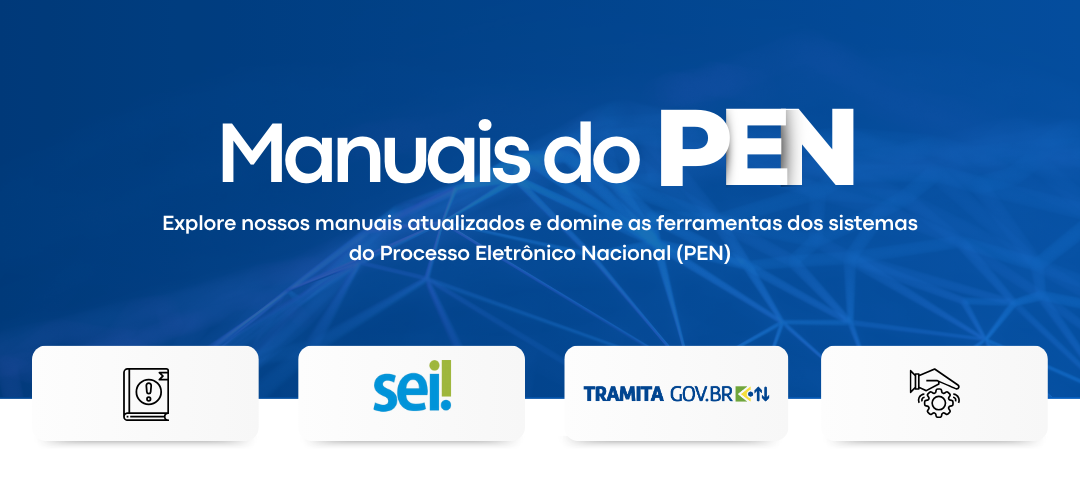 Manuais do PEN
Explore nossos manuais atualizados e domine as ferramentas dos sistemas
do Processo Eletrônico Nacional (PEN)
sei!
TRAMITA GOV.BR